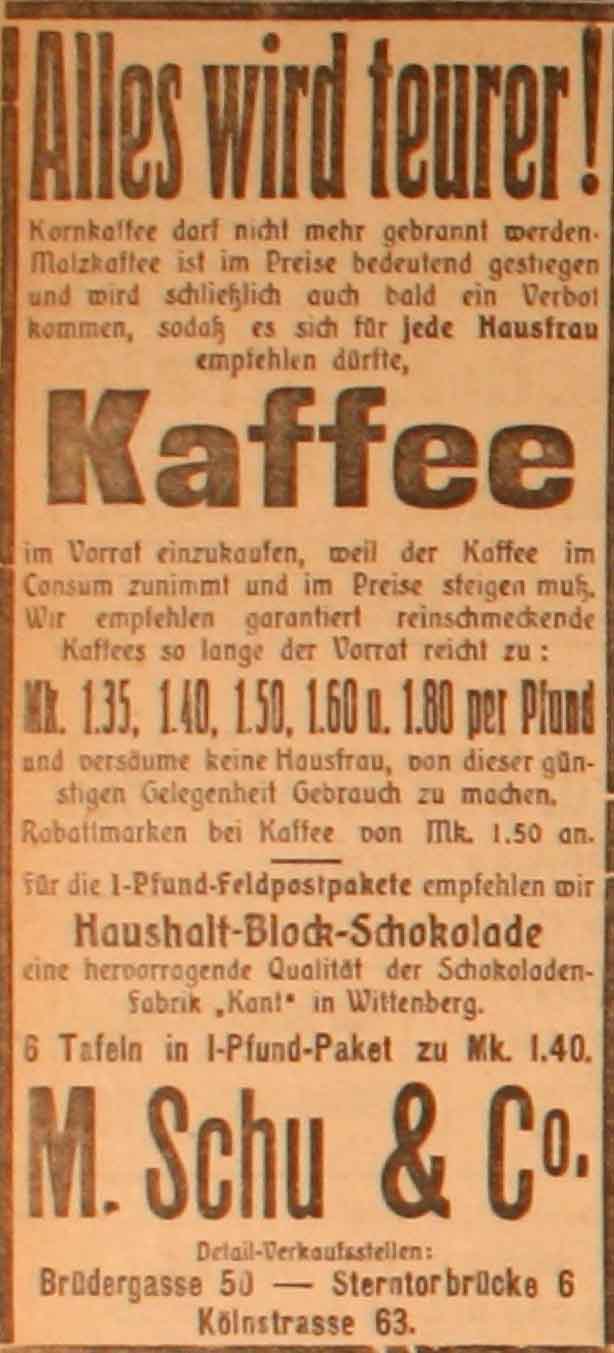 Alles wird teurer!
Kornkaffee darf nicht mehr gebrannt werden.
Malzkaffee ist im Preise bedeutend gestiegen
und wird schließlich auch bald ein Verbot
kommen, sodaß es sich für jede Hausfrau
empfehlen dürfte,
Kaffee
im Vorrat einzukaufen, weil der Kaffee im
Consum zunimmt und im Preise steigen muß.
Wir empfehlen garantiert reinschmeckende
Kaffees so lange der Vorrat reicht zu :
Mk. 1.35, 1.40, 1.50, 1.60 u. 1.80 per Pfund
und versäume keine Hausfrau, von dieser gün-
stigen Gelegenheit Gebrauch zu machen.
Rabattmarken bei Kaffee von Mk. 1.50 an.
Für die 1-Pfund-Feldpostpakete empfehlen wir
Haushalt-Block-Schokolade
eine hervorragende Qualität der Schokoladen-
Fabrik „Kant" in Wittenberg.
6 Tafeln in 1-Pfund-Paket zu Mk. 1.40.
M. Schu & Co.
Detail-Verkaufsstellen:
Brüdergasse 50 — Sterntorbrücke 6
Kölnstrasse 63.